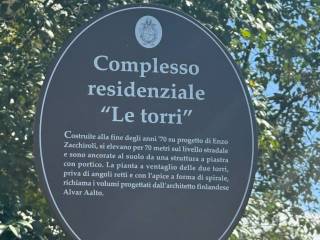 Complesso
residenziale
“Le torri”
Costruite alla fine degli anni '70 su progetto di Enzo
Zacchiroli, si elevano per 70 metri sul livello stradale
e sono ancorate al suolo da una struttura a piastra
con portico. La pianta a ventaglio delle due torri,
priva di angoli retti e con l'apice a forma di spirale,
richiama i volumi progettati dall'architetto finlandese
Alvar Aalto.